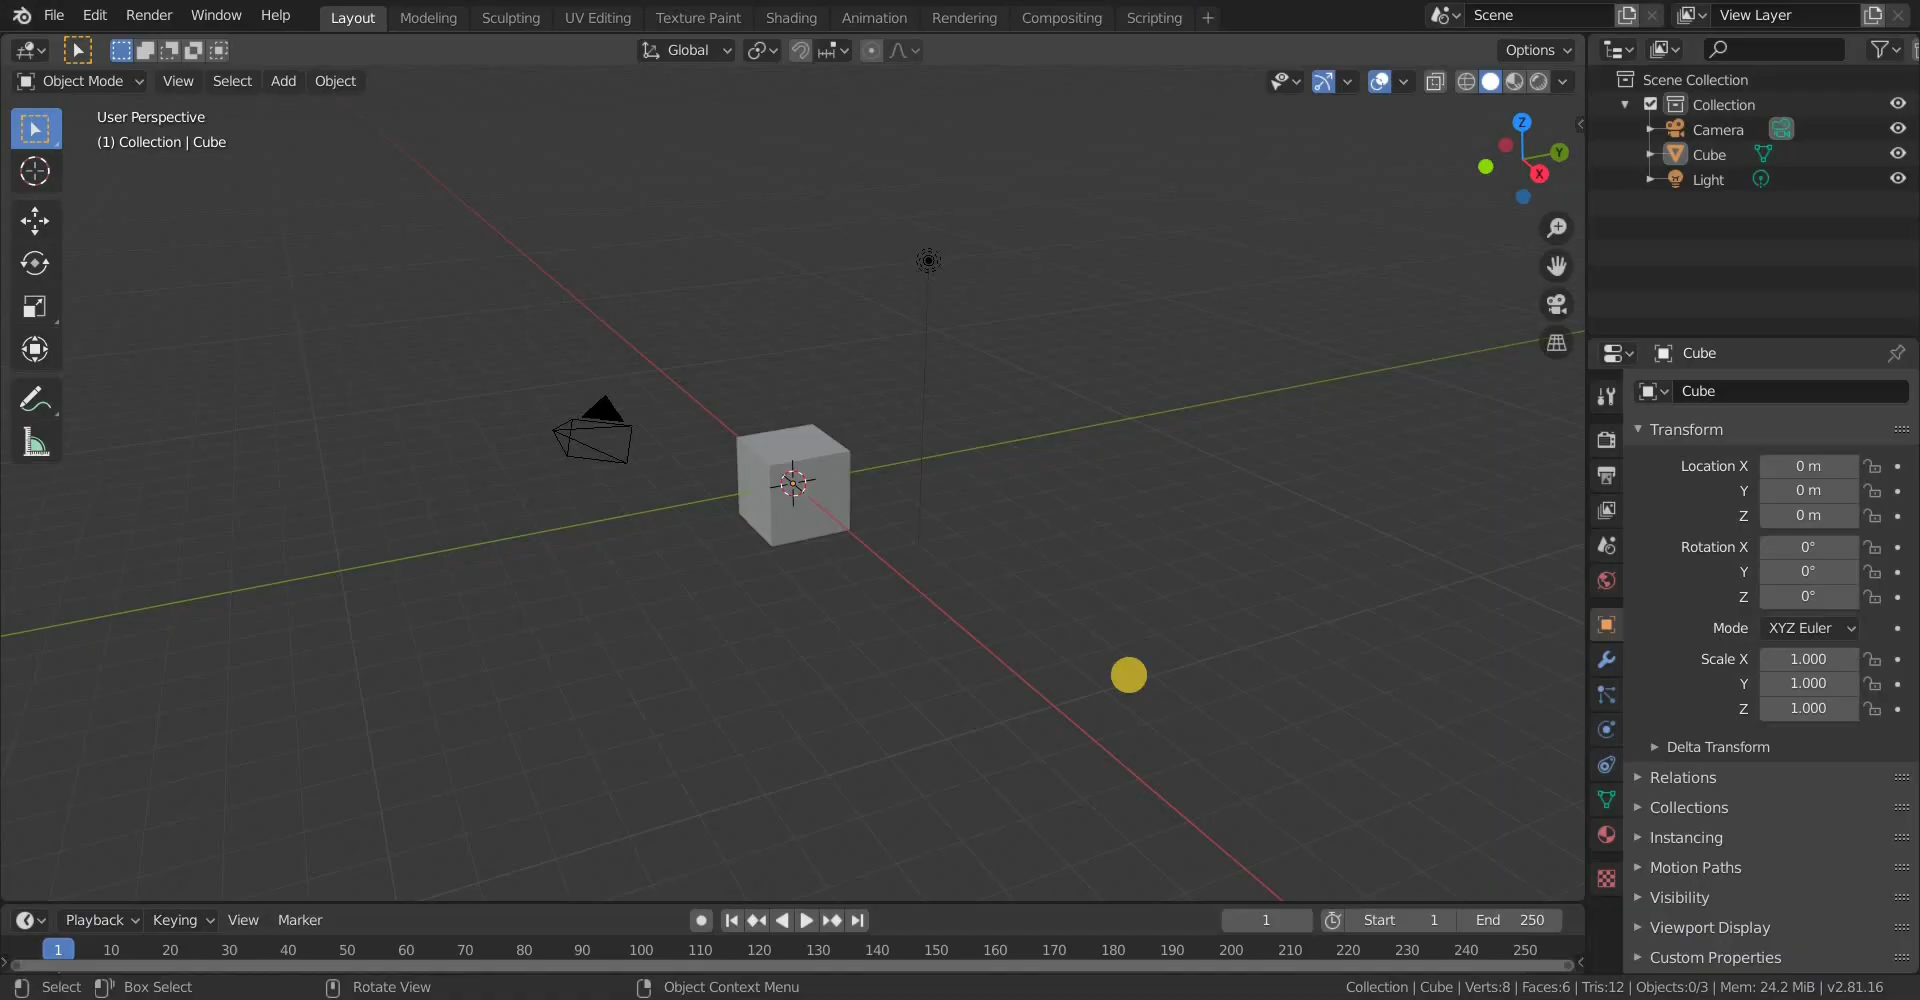 File Edit Render Window Help Layout Modeling Sculpting UV Editing Texture Paint Shading Animation Rendering Compositing Scripting + Scene View Layer
Global Options
Object Mode View Select Add Object
User Perspective
(1) Collection | Cube
Z
Y
X
Scene Collection
Collection
Camera
Cube
Light
Cube
Cube
Transform
Location X 0 m
Y 0 m
Z 0 m
Rotation X 0°
Y 0°
Z 0°
Mode XYZ Euler
Scale X 1.000
Y 1.000
Z 1.000
Delta Transform
Relations
Collections
Instancing
Motion Paths
Visibility
Viewport Display
Custom Properties
Playback Keying View Marker 1 Start 1 End 250
1 10 20 30 40 50 60 70 80 90 100 110 120 130 140 150 160 170 180 190 200 210 220 230 240 250
Select Box Select Rotate View Object Context Menu Collection | Cube | Verts:8 | Faces:6 | Tris:12 | Objects:0/3 | Mem: 24.2 MiB | v2.81.16